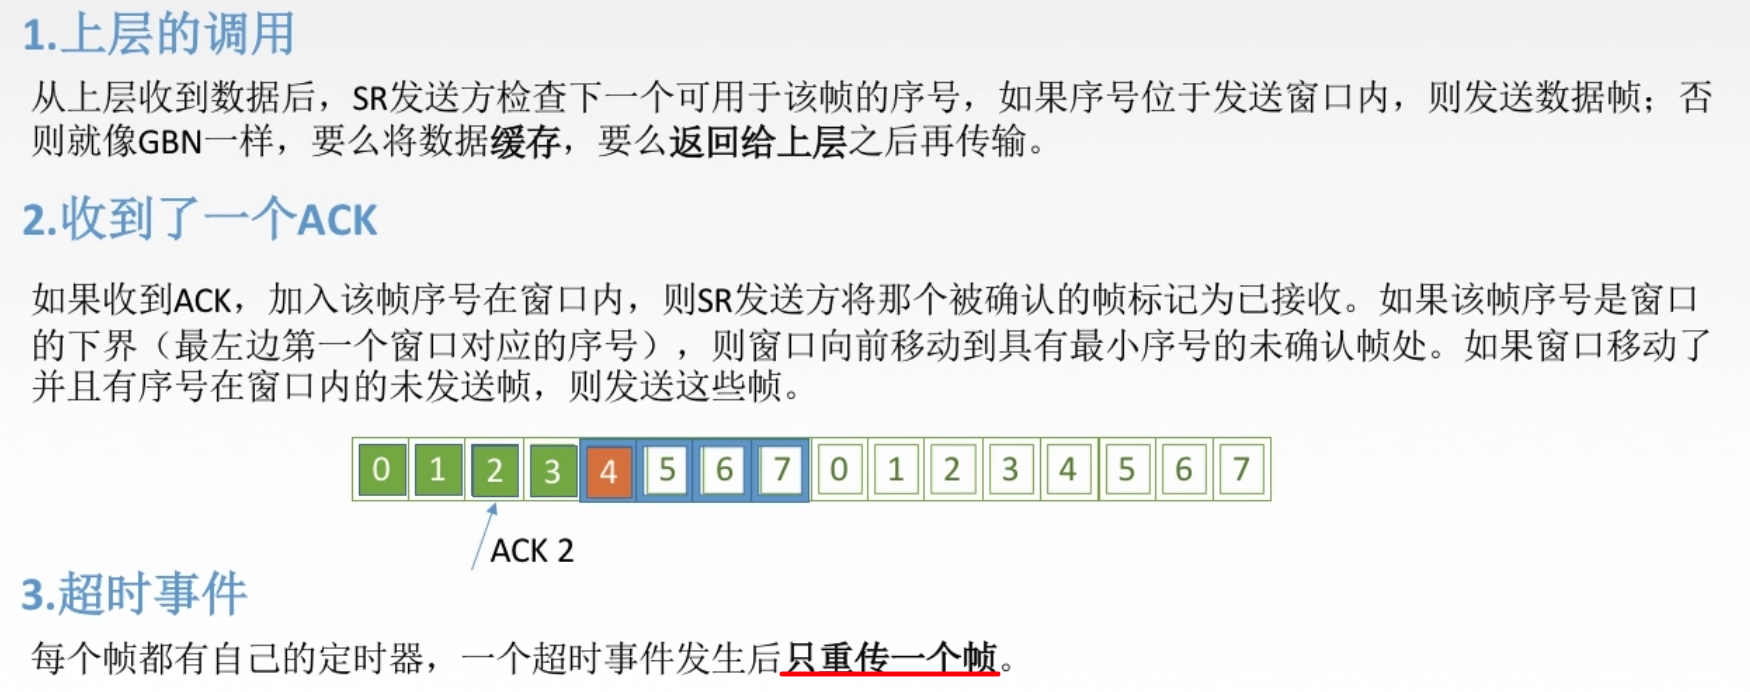 1.上层的调用
从上层收到数据后，SR发送方检查下一个可用于该帧的序号，如果序号位于发送窗口内，则发送数据帧；否
则就像GBN一样，要么将数据缓存，要么返回给上层之后再传输。
2.收到了一个ACK
如果收到ACK，加入该帧序号在窗口内，则SR发送方将那个被确认的帧标记为已接收。如果该帧序号是窗口
的下界（最左边第一个窗口对应的序号），则窗口向前移动到具有最小序号的未确认帧处。如果窗口移动了
并且有序号在窗口内的未发送帧，则发送这些帧。
0 1 2 3 4 5 6 7 0 1 2 3 4 5 6 7
ACK 2
3.超时事件
每个帧都有自己的定时器，一个超时事件发生后只重传一个帧。